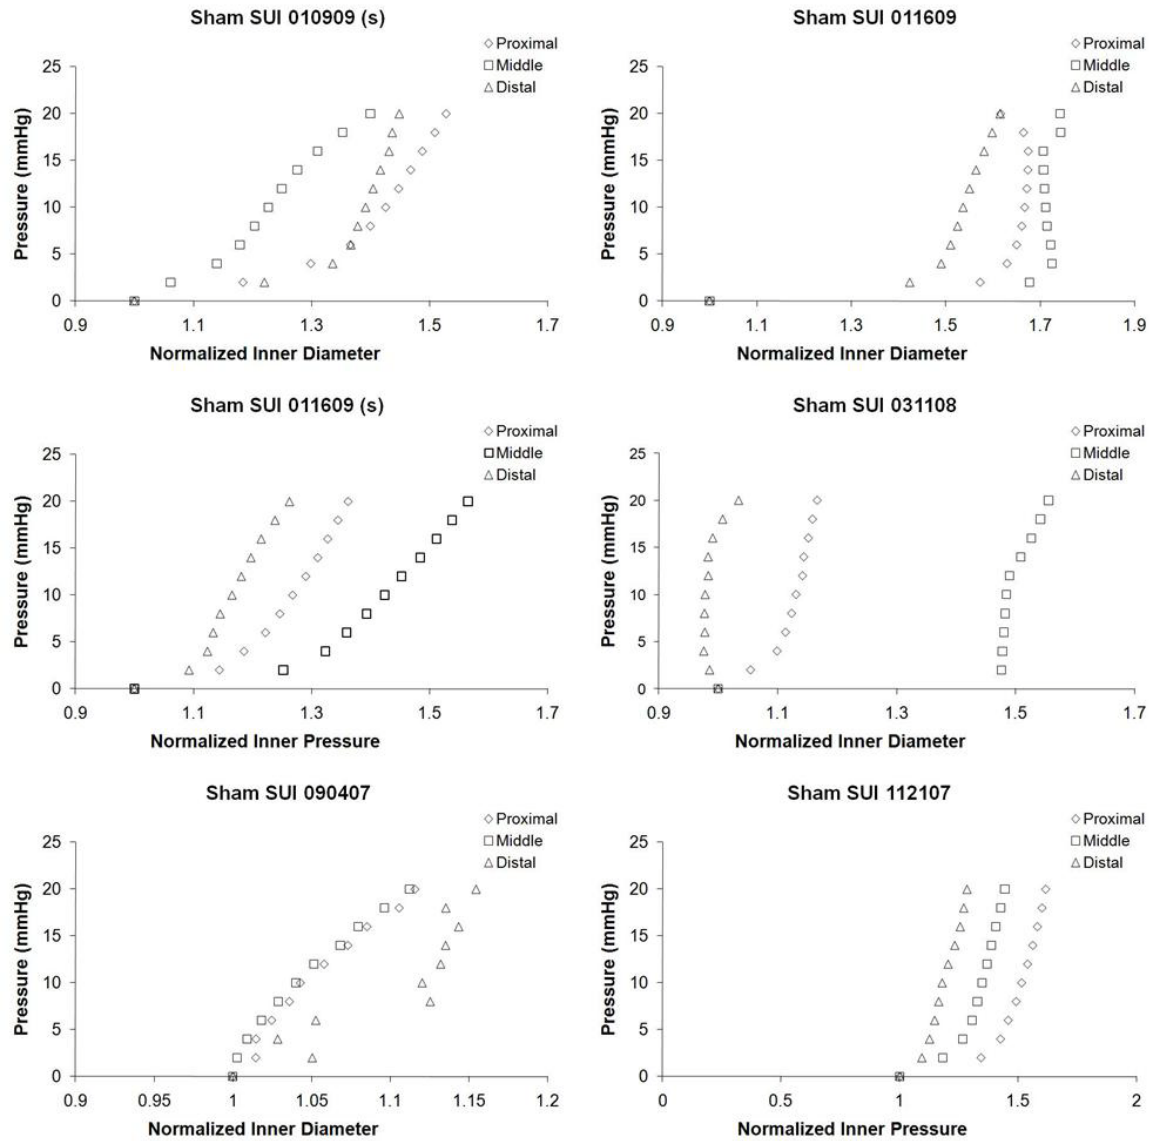 Sham SUI 010909 (s)
Proximal
Middle
Distal
25
20
15
10
5
0
Pressure (mmHg)
0.9 1.1 1.3 1.5 1.7
Normalized Inner Diameter
Sham SUI 011609
Proximal
Middle
Distal
25
20
15
10
5
0
Pressure (mmHg)
0.9 1.1 1.3 1.5 1.7 1.9
Normalized Inner Diameter
Sham SUI 011609 (s)
Proximal
Middle
Distal
25
20
15
10
5
0
Pressure (mmHg)
0.9 1.1 1.3 1.5 1.7
Normalized Inner Pressure
Sham SUI 031108
Proximal
Middle
Distal
25
20
15
10
5
0
Pressure (mmHg)
0.9 1.1 1.3 1.5 1.7
Normalized Inner Diameter
Sham SUI 090407
Proximal
Middle
Distal
25
20
15
10
5
0
Pressure (mmHg)
0.9 0.95 1 1.05 1.1 1.15 1.2
Normalized Inner Diameter
Sham SUI 112107
Proximal
Middle
Distal
25
20
15
10
5
0
Pressure (mmHg)
0 0.5 1 1.5 2
Normalized Inner Pressure